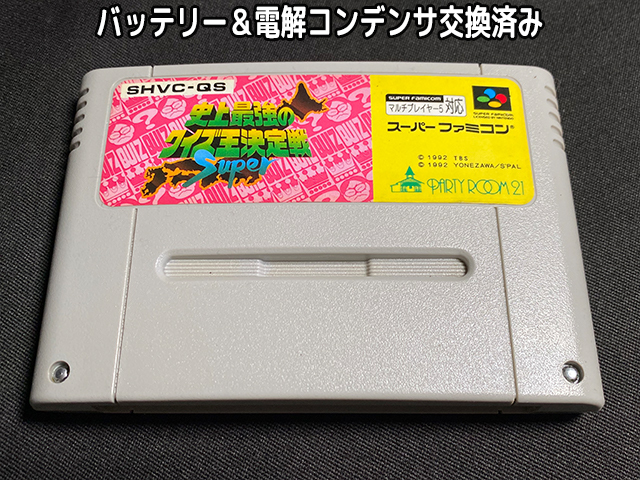 バッテリー＆電解コンデンサ交換済み
SHVC-QS
史上最強の
クイズ王決定戦
Super
QUIZ
SUPER FAMICOM
マルチプレイヤー5 対応
SUPER FAMICOM
スーパーファミコン®
© 1992 TBS
© 1992 YONEZAWA/S'PAL
PARTY ROOM 21